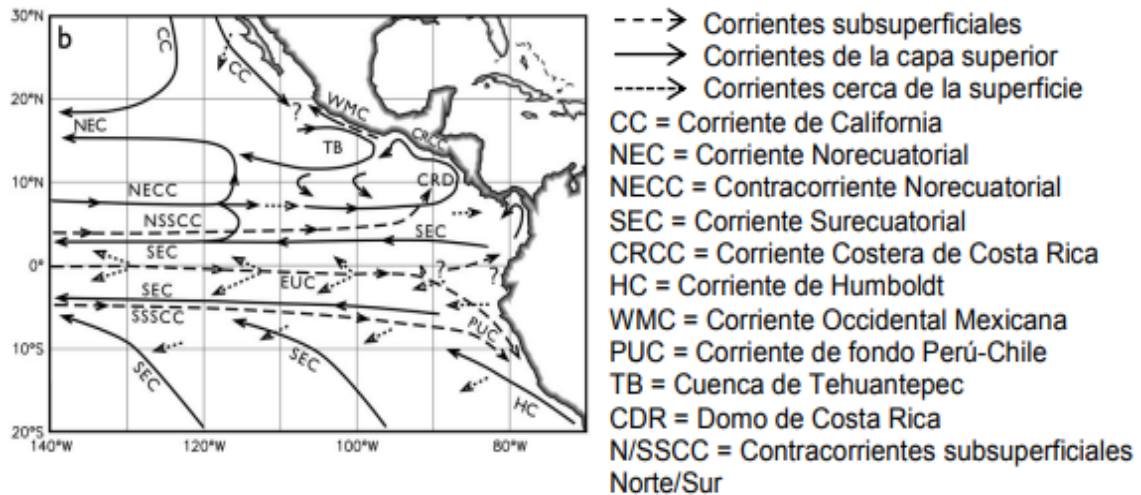 b
30°N
20°N
10°N
0°
10°S
20°S
140°W
120°W
100°W
80°W
CC
CC
?
WMC
NEC
TB
CRCC
CRD
NECC
NSSCC
SEC
SEC
?
?
EUC
SEC
SSSCC
PUC
SEC
SEC
HC
Corrientes subsuperficiales
Corrientes de la capa superior
Corrientes cerca de la superficie
CC = Corriente de California
NEC = Corriente Norecuatorial
NECC = Contracorriente Norecuatorial
SEC = Corriente Surecuatorial
CRCC = Corriente Costera de Costa Rica
HC = Corriente de Humboldt
WMC = Corriente Occidental Mexicana
PUC = Corriente de fondo Perú-Chile
TB = Cuenca de Tehuantepec
CDR = Domo de Costa Rica
N/SSCC = Contracorrientes subsuperficiales
Norte/Sur